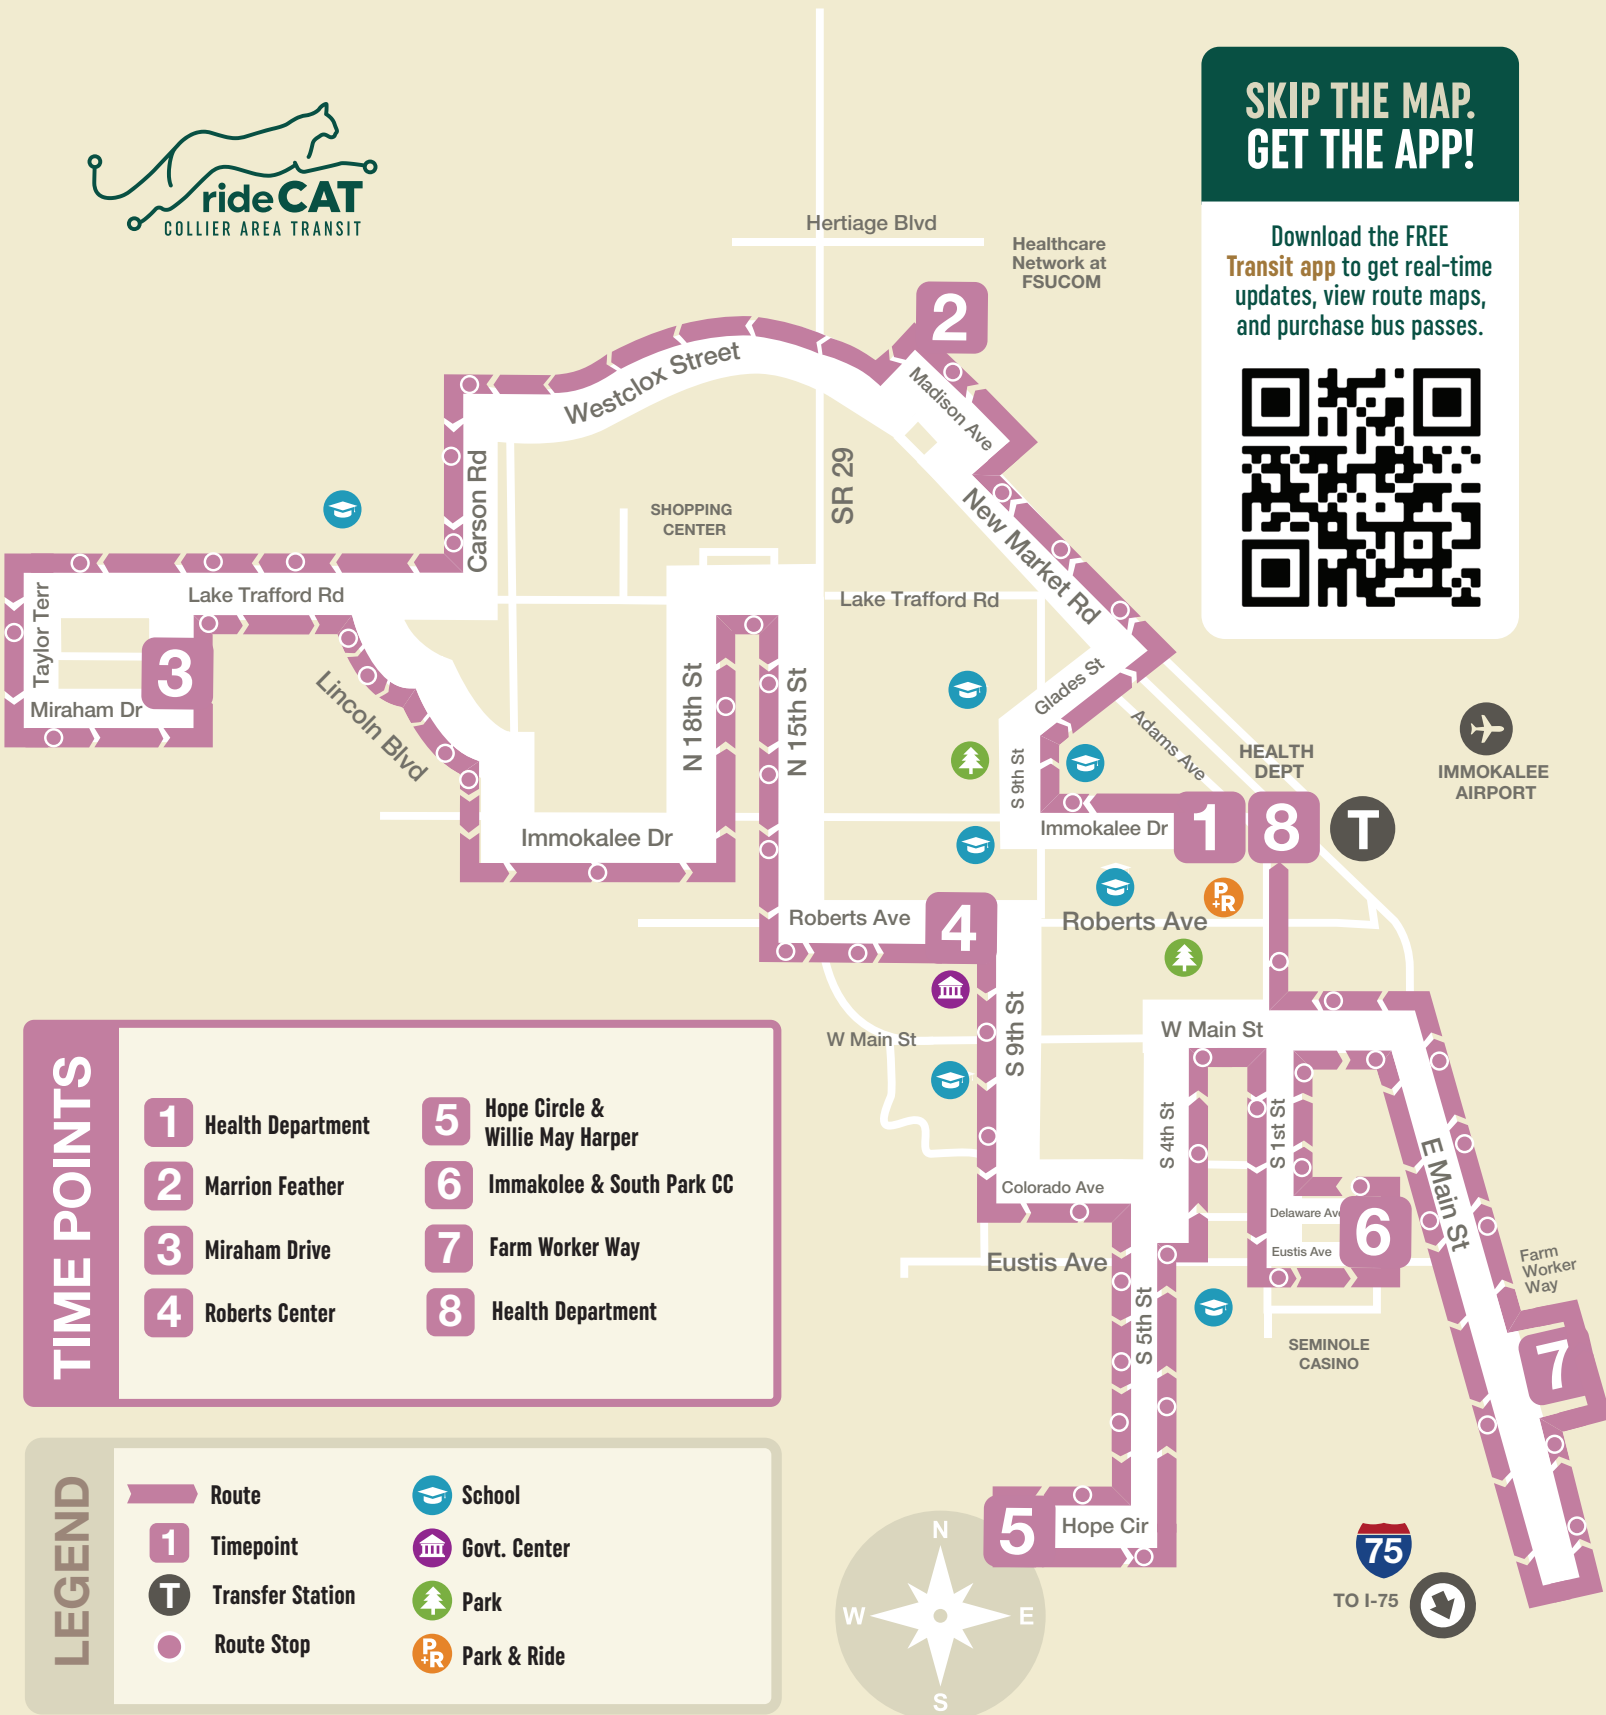 SKIP THE MAP.
GET THE APP!
Download the FREE
Transit app to get real-time
updates, view route maps,
and purchase bus passes.
rideCAT
COLLIER AREA TRANSIT
Hertiage Blvd
Healthcare
Network at
FSUCOM
2
Madison Ave
Westclox Street
SR 29
Carson Rd
SHOPPING
CENTER
New Market Rd
Lake Trafford Rd
Lake Trafford Rd
Taylor Terr
3
Miraham Dr
Lincoln Blvd
N 18th St
N 15th St
Glades St
Adams Ave
S 9th St
HEALTH
DEPT
IMMOKALEE
AIRPORT
Immokalee Dr
Immokalee Dr
1
8
T
P
+R
Roberts Ave
4
Roberts Ave
W Main St
S 9th St
W Main St
S 4th St
S 1st St
E Main St
Colorado Ave
Delaware Ave
Eustis Ave
6
Eustis Ave
S 5th St
Farm
Worker
Way
7
SEMINOLE
CASINO
5
Hope Cir
75
TO I-75
N
W
E
S
TIME POINTS
1 Health Department
2 Marrion Feather
3 Miraham Drive
4 Roberts Center
5 Hope Circle &
Willie May Harper
6 Immakolee & South Park CC
7 Farm Worker Way
8 Health Department
LEGEND
Route
1 Timepoint
T Transfer Station
Route Stop
School
Govt. Center
Park
P
+R Park & Ride